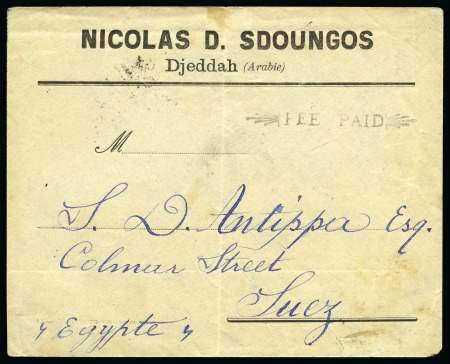 NICOLAS D. SDOUNGOS
Djeddah (Arabie)
FEE PAID
M
S. D. Antippa Esq.
Colmar Street
Suez
" Egypte "